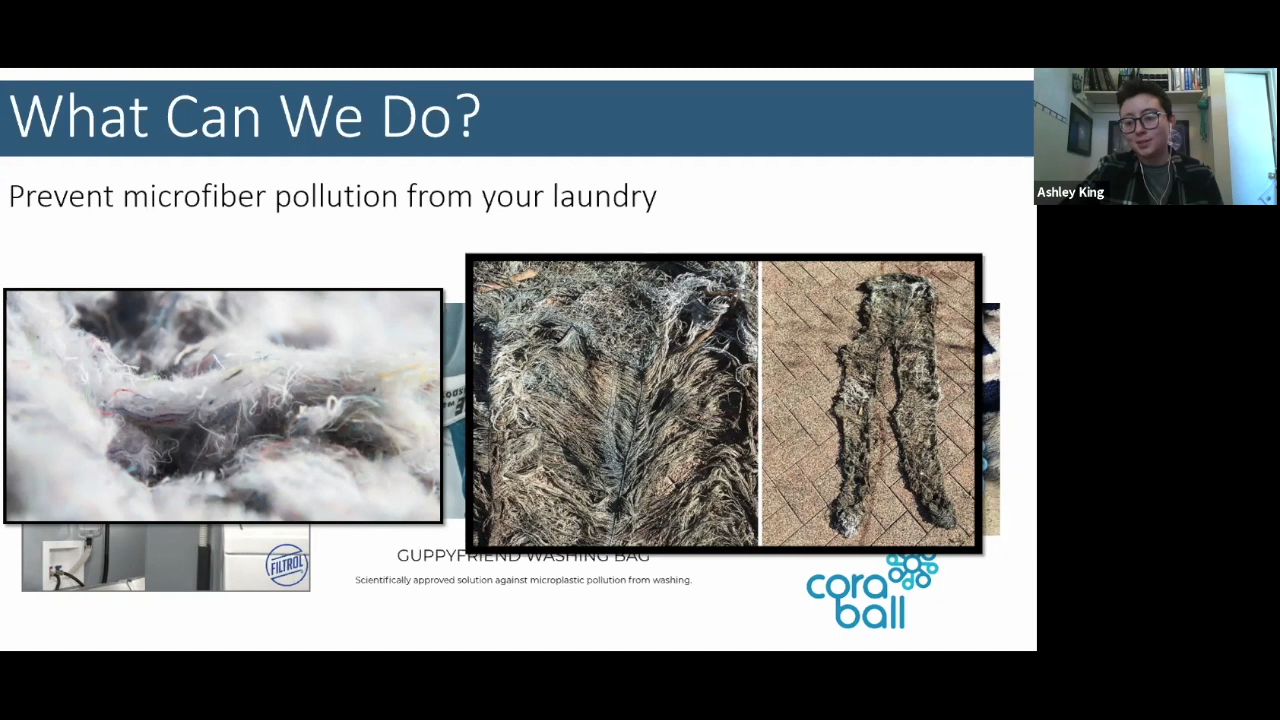 What Can We Do?
Prevent microfiber pollution from your laundry
Ashley King
FILTROL
GUPPYFRIEND WASHING BAG
Scientifically approved solution against microplastic pollution from washing.
cora
ball